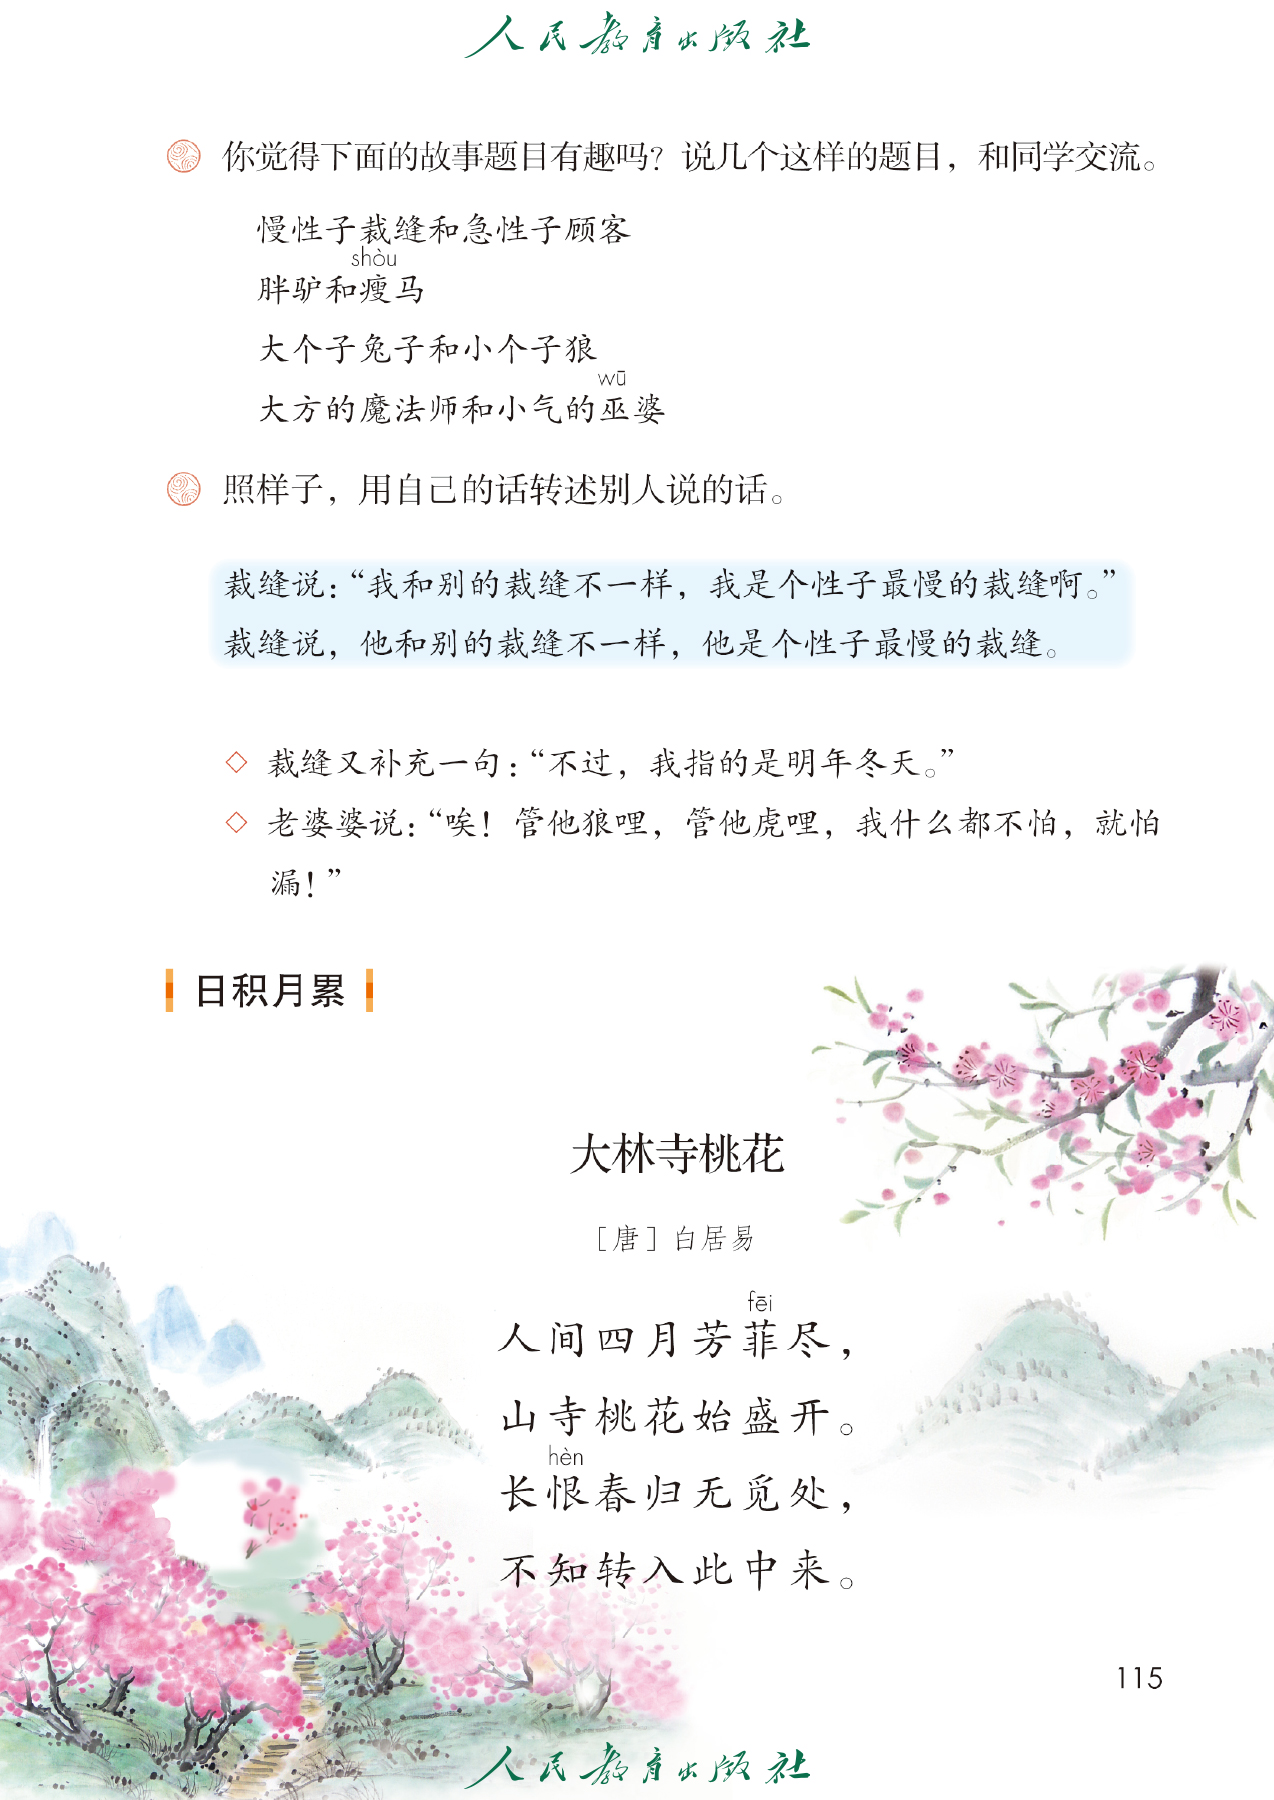 人民教育出版社
你觉得下面的故事题目有趣吗？说几个这样的题目，和同学交流。
慢性子裁缝和急性子顾客
shòu
胖驴和瘦马
大个子兔子和小个子狼
wū
大方的魔法师和小气的巫婆
照样子，用自己的话转述别人说的话。
裁缝说：“我和别的裁缝不一样，我是个性子最慢的裁缝啊。”
裁缝说，他和别的裁缝不一样，他是个性子最慢的裁缝。
◇ 裁缝又补充一句：“不过，我指的是明年冬天。”
◇ 老婆婆说：“唉！管他狼哩，管他虎哩，我什么都不怕，就怕
漏！”
日积月累
大林寺桃花
［唐］白居易
fēi
人间四月芳菲尽，
山寺桃花始盛开。
hèn
长恨春归无觅处，
不知转入此中来。
115
人民教育出版社